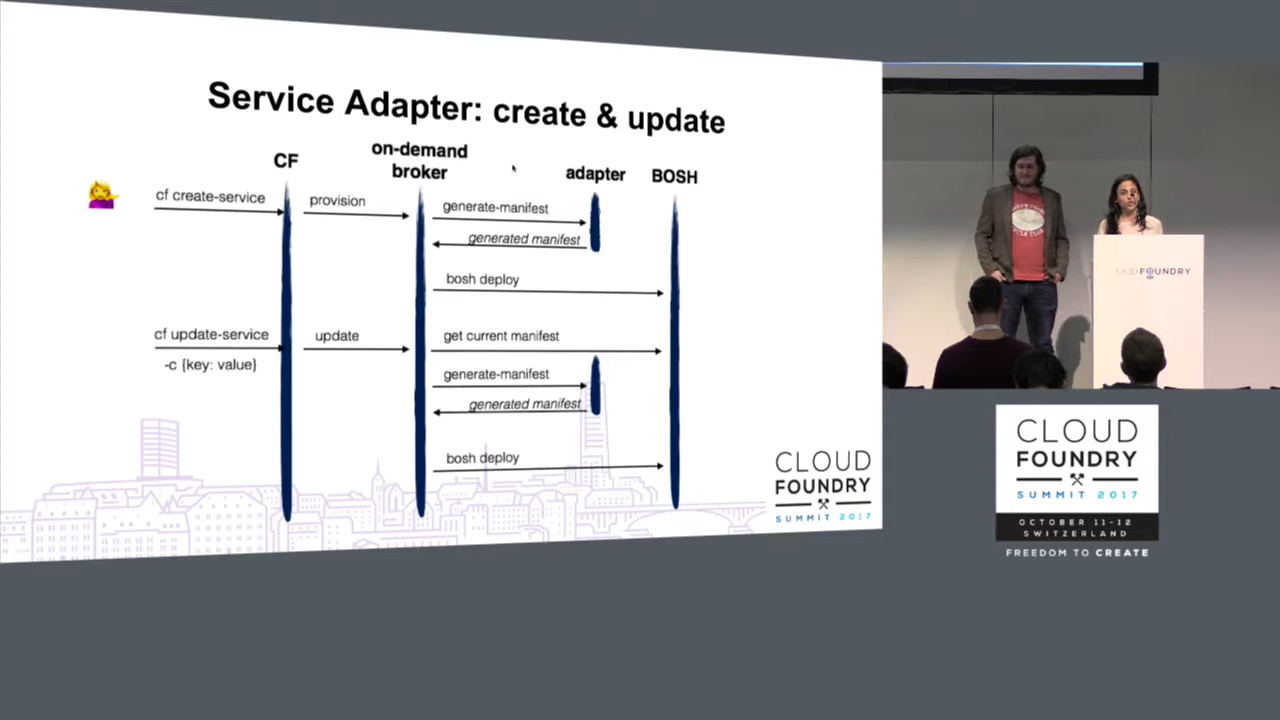 Service Adapter: create & update
CF
on-demand
broker
adapter
BOSH
cf create-service
provision
generate-manifest
generated manifest
bosh deploy
cf update-service
update
get current manifest
-c {key: value}
generate-manifest
generated manifest
bosh deploy
CLOUD
FOUNDRY
SUMMIT 2017
CLOUD FOUNDRY
CLOUD
FOUNDRY
SUMMIT 2017
OCTOBER 11-12
SWITZERLAND
FREEDOM TO CREATE